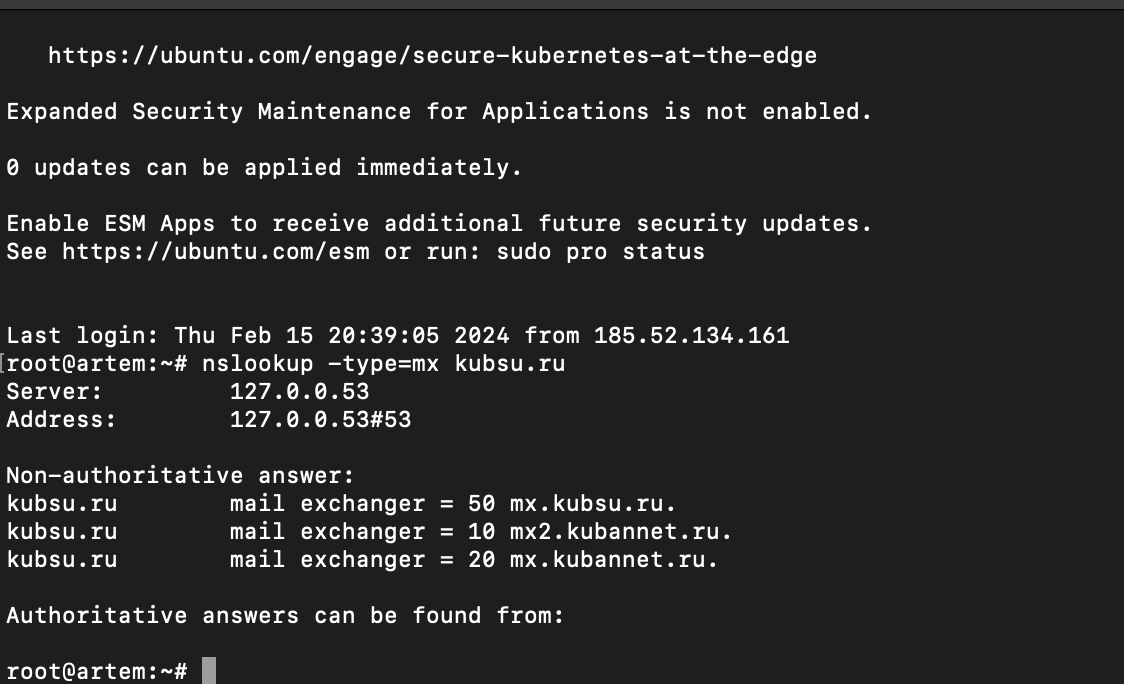 https://ubuntu.com/engage/secure-kubernetes-at-the-edge
Expanded Security Maintenance for Applications is not enabled.
0 updates can be applied immediately.
Enable ESM Apps to receive additional future security updates.
See https://ubuntu.com/esm or run: sudo pro status
Last login: Thu Feb 15 20:39:05 2024 from 185.52.134.161
[root@artem:~# nslookup -type=mx kubsu.ru
Server:         127.0.0.53
Address:        127.0.0.53#53
Non-authoritative answer:
kubsu.ru        mail exchanger = 50 mx.kubsu.ru.
kubsu.ru        mail exchanger = 10 mx2.kubannet.ru.
kubsu.ru        mail exchanger = 20 mx.kubannet.ru.
Authoritative answers can be found from:
root@artem:~#